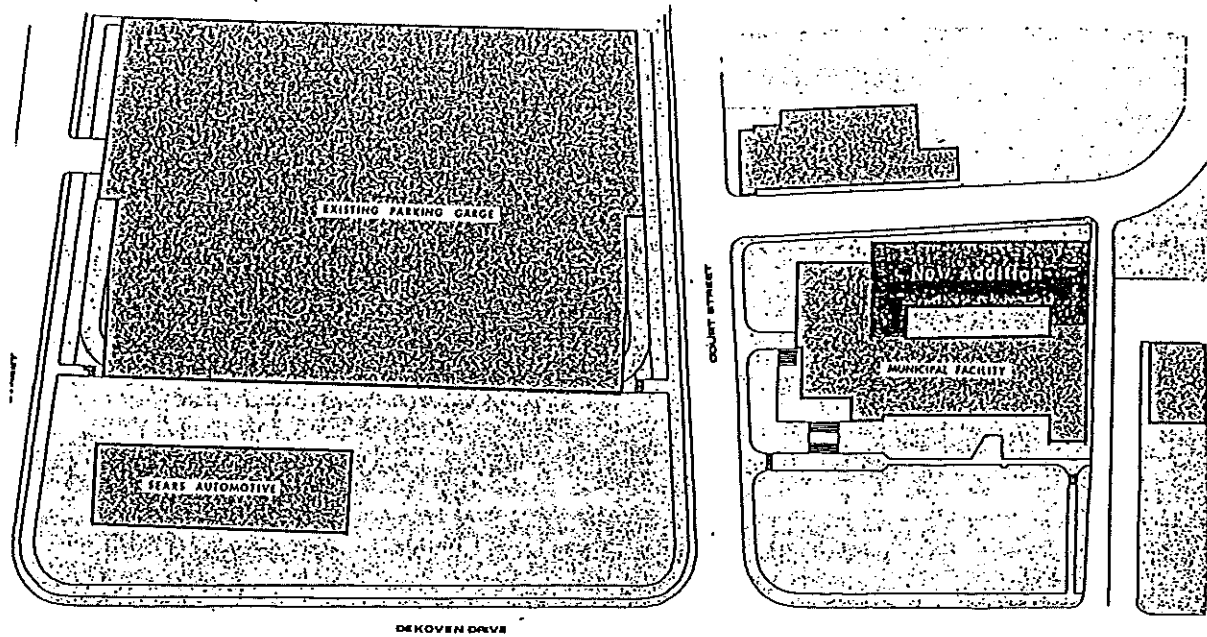 EXISTING PARKING GARGE
New Addition
COURT STREET
MUNICIPAL FACILITY
SEARS AUTOMOTIVE
DEKOVEN DRIVE